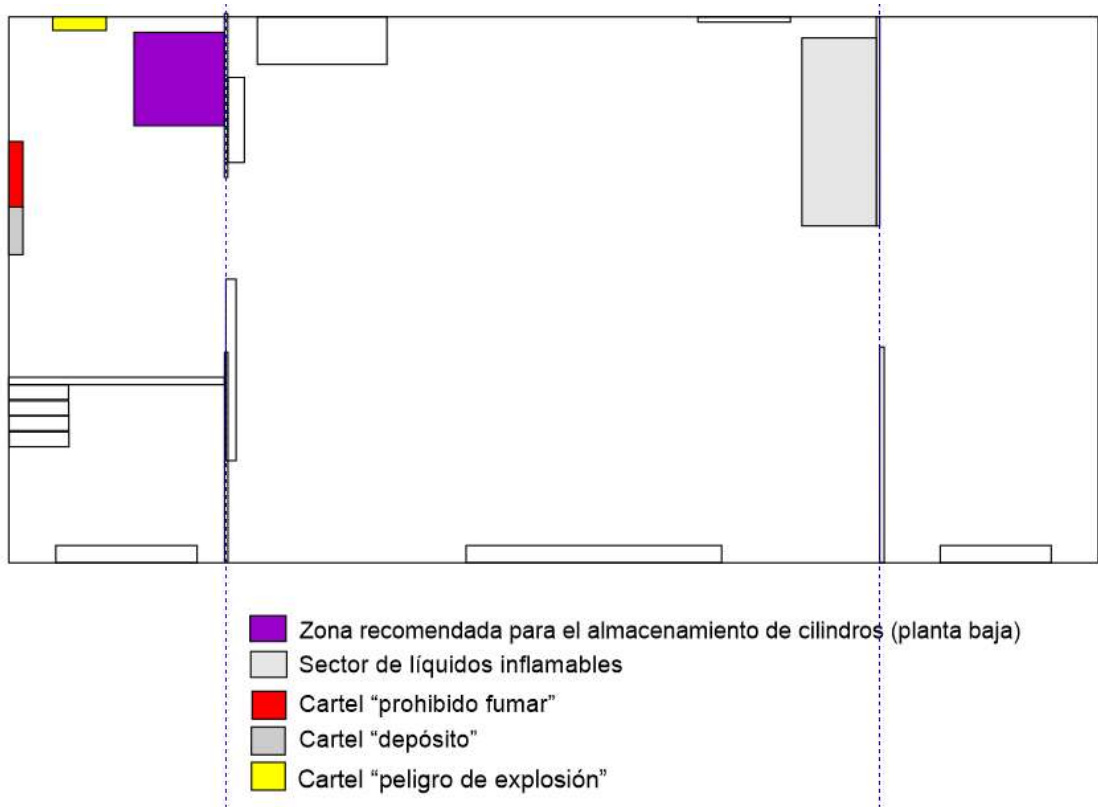 Zona recomendada para el almacenamiento de cilindros (planta baja)
Sector de líquidos inflamables
Cartel “prohibido fumar”
Cartel “depósito”
Cartel “peligro de explosión”